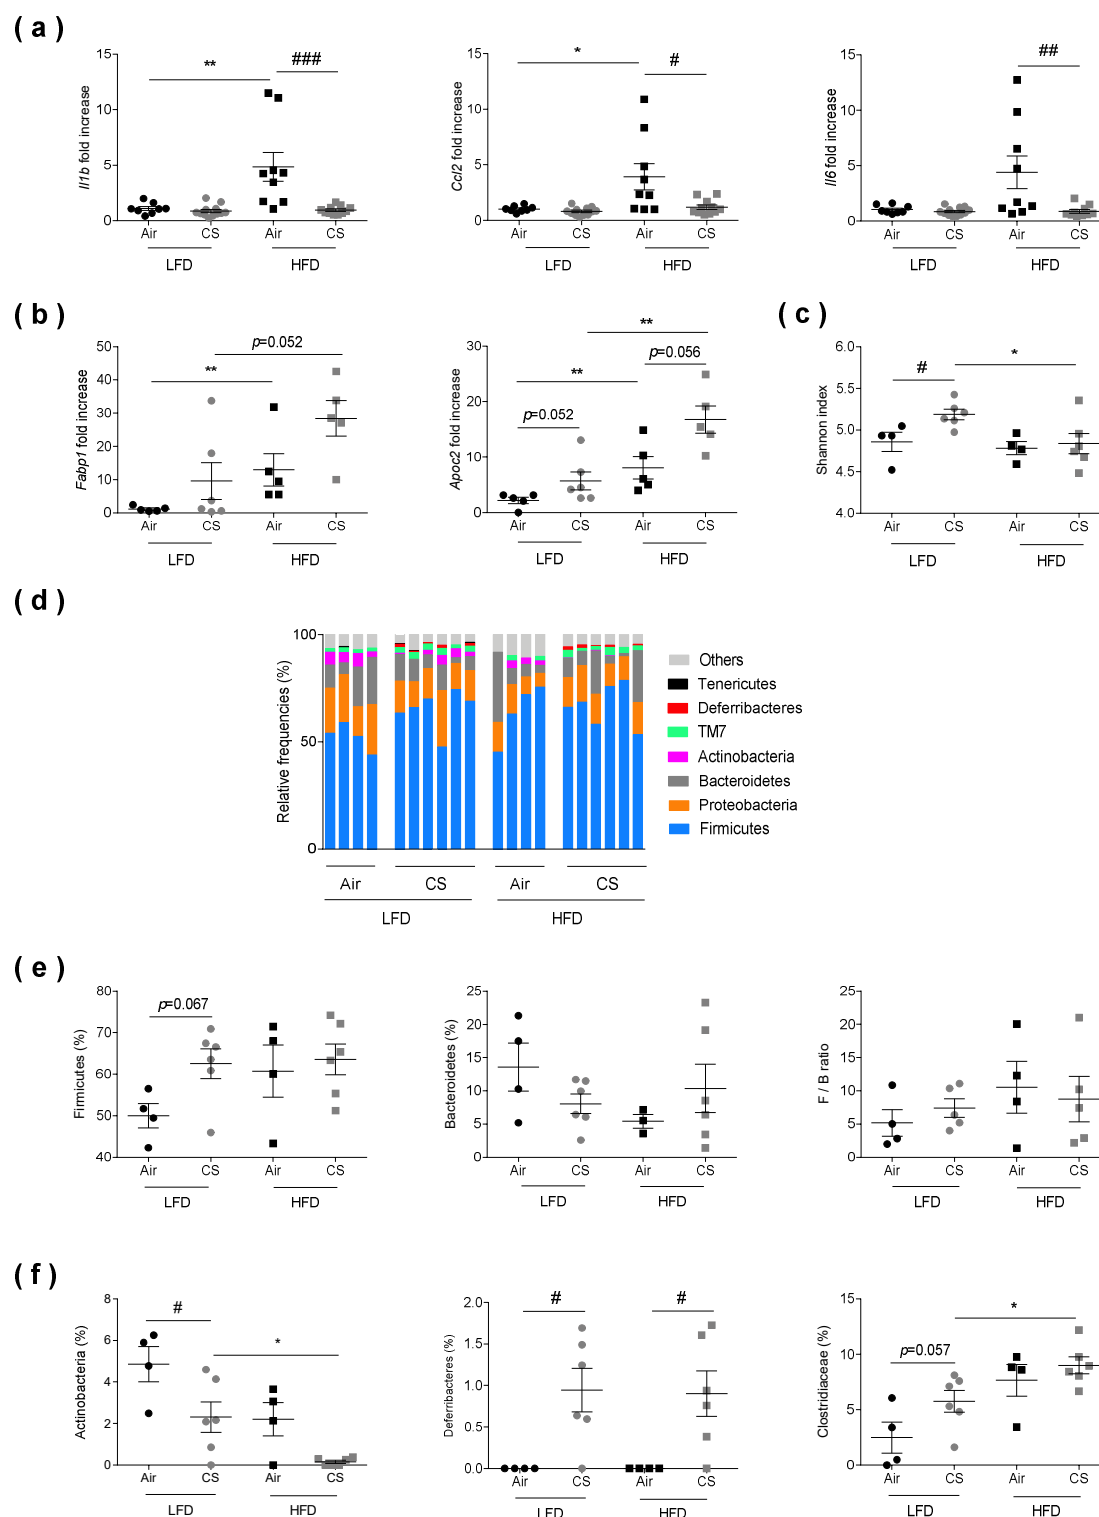 ( a )
15
10
5
0
Il1b fold increase
**
###
Air
CS
Air
CS
LFD
HFD
15
10
5
0
Ccl2 fold increase
*
#
Air
CS
Air
CS
LFD
HFD
15
10
5
0
Il6 fold increase
##
Air
CS
Air
CS
LFD
HFD
( b )
50
40
30
20
10
0
Fabp1 fold increase
p=0.052
**
Air
CS
Air
CS
LFD
HFD
30
20
10
0
Apoc2 fold increase
**
p=0.056
**
p=0.052
Air
CS
Air
CS
LFD
HFD
( c )
6.0
5.5
5.0
4.5
4.0
Shannon index
#
*
Air
CS
Air
CS
LFD
HFD
( d )
100
50
0
Relative frequencies (%)
Air
CS
Air
CS
LFD
HFD
Others
Tenericutes
Deferribacteres
TM7
Actinobacteria
Bacteroidetes
Proteobacteria
Firmicutes
( e )
80
70
60
50
40
Firmicutes (%)
p=0.067
Air
CS
Air
CS
LFD
HFD
25
20
15
10
5
0
Bacteroidetes (%)
Air
CS
Air
CS
LFD
HFD
25
20
15
10
5
0
F / B ratio
Air
CS
Air
CS
LFD
HFD
( f )
8
6
4
2
0
Actinobacteria (%)
#
*
Air
CS
Air
CS
LFD
HFD
2.0
1.5
1.0
0.5
0.0
Deferribacteres (%)
#
#
Air
CS
Air
CS
LFD
HFD
15
10
5
0
Clostridiaceae (%)
p=0.057
*
Air
CS
Air
CS
LFD
HFD